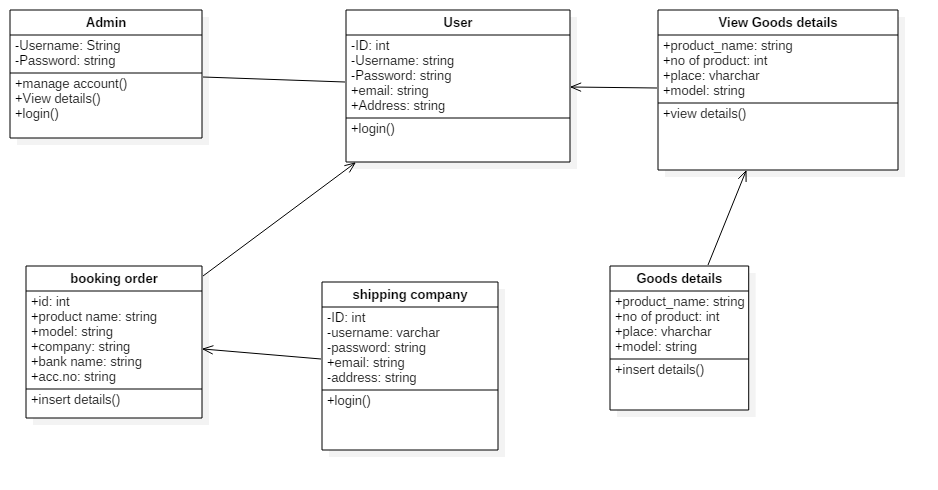 Admin
-Username: String
-Password: string
+manage account()
+View details()
+login()
User
-ID: int
-Username: string
-Password: string
+email: string
+Address: string
+login()
View Goods details
+product_name: string
+no of product: int
+place: vharchar
+model: string
+view details()
booking order
+id: int
+product name: string
+model: string
+company: string
+bank name: string
+acc.no: string
+insert details()
shipping company
-ID: int
-username: varchar
-password: string
+email: string
-address: string
+login()
Goods details
+product_name: string
+no of product: int
+place: vharchar
+model: string
+insert details()